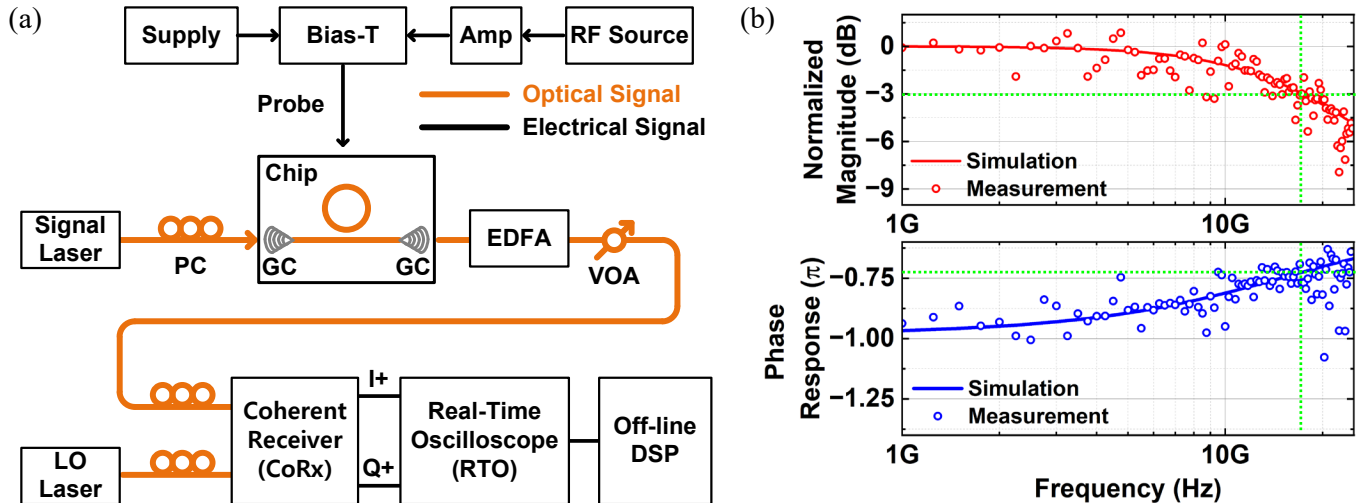 (a)
Supply
Bias-T
Amp
RF Source
Probe
Optical Signal
Electrical Signal
Chip
Signal
Laser
PC
GC
GC
EDFA
VOA
LO
Laser
Coherent
Receiver
(CoRx)
I+
Q+
Real-Time
Oscilloscope
(RTO)
Off-line
DSP
(b)
Normalized
Magnitude (dB)
0
−3
−6
−9
Simulation
Measurement
1G
10G
Phase
Response (π)
−0.75
−1.00
−1.25
Simulation
Measurement
1G
10G
Frequency (Hz)